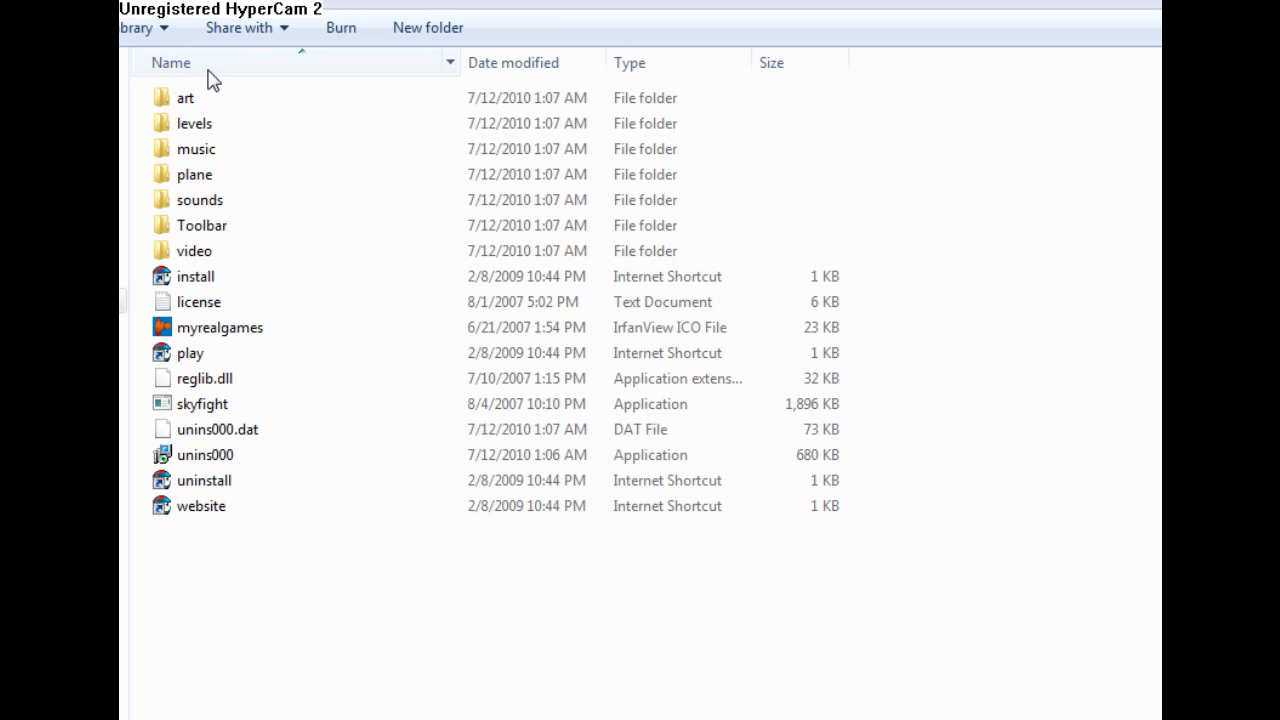 Unregistered HyperCam 2
brary Share with Burn New folder
Name Date modified Type Size
art 7/12/2010 1:07 AM File folder
levels 7/12/2010 1:07 AM File folder
music 7/12/2010 1:07 AM File folder
plane 7/12/2010 1:07 AM File folder
sounds 7/12/2010 1:07 AM File folder
Toolbar 7/12/2010 1:07 AM File folder
video 7/12/2010 1:07 AM File folder
install 2/8/2009 10:44 PM Internet Shortcut 1 KB
license 8/1/2007 5:02 PM Text Document 6 KB
myrealgames 6/21/2007 1:54 PM IrfanView ICO File 23 KB
play 2/8/2009 10:44 PM Internet Shortcut 1 KB
reglib.dll 7/10/2007 1:15 PM Application extens... 32 KB
skyfight 8/4/2007 10:10 PM Application 1,896 KB
unins000.dat 7/12/2010 1:07 AM DAT File 73 KB
unins000 7/12/2010 1:06 AM Application 680 KB
uninstall 2/8/2009 10:44 PM Internet Shortcut 1 KB
website 2/8/2009 10:44 PM Internet Shortcut 1 KB